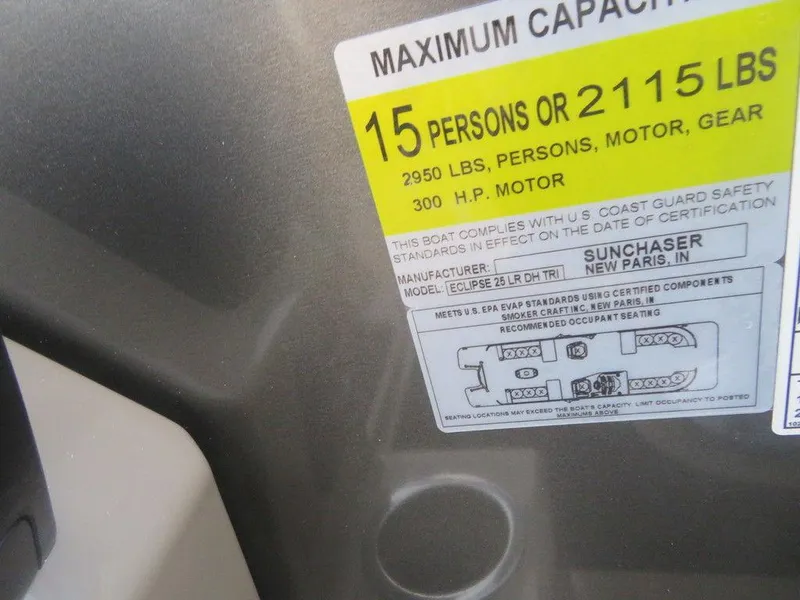 MAXIMUM CAPACIT
15 PERSONS OR 2115 LBS
2950 LBS, PERSONS, MOTOR, GEAR
300 H.P. MOTOR
THIS BOAT COMPLIES WITH U.S. COAST GUARD SAFETY
STANDARDS IN EFFECT ON THE DATE OF CERTIFICATION
MANUFACTURER: SUNCHASER
NEW PARIS, IN
MODEL: ECLIPSE 25 LR DH TRI
MEETS U.S. EPA EVAP STANDARDS USING CERTIFIED COMPONENTS
SMOKER CRAFT INC, NEW PARIS, IN
RECOMMENDED OCCUPANT SEATING
SEATING LOCATIONS MAY EXCEED THE BOAT'S CAPACITY. LIMIT OCCUPANCY TO POSTED
MAXIMUMS ABOVE